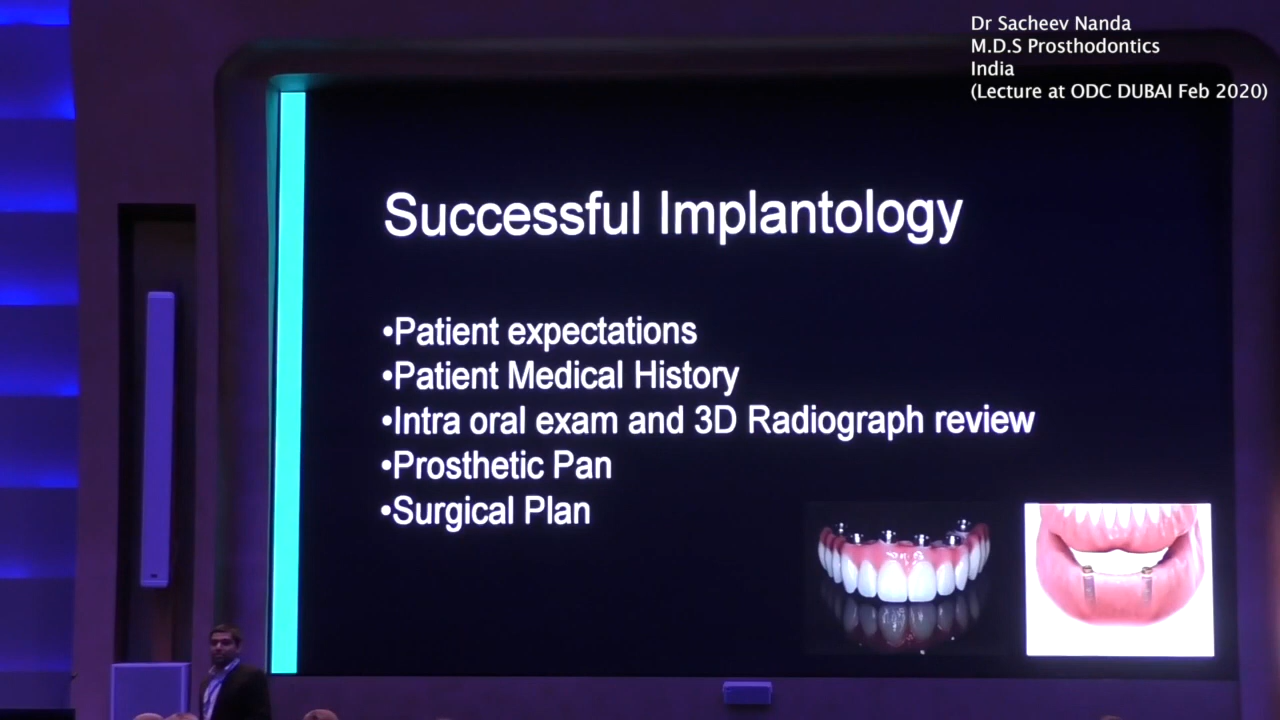 Dr Sacheev Nanda
M.D.S Prosthodontics
India
(Lecture at ODC DUBAI Feb 2020)
Successful Implantology
•Patient expectations
•Patient Medical History
•Intra oral exam and 3D Radiograph review
•Prosthetic Pan
•Surgical Plan